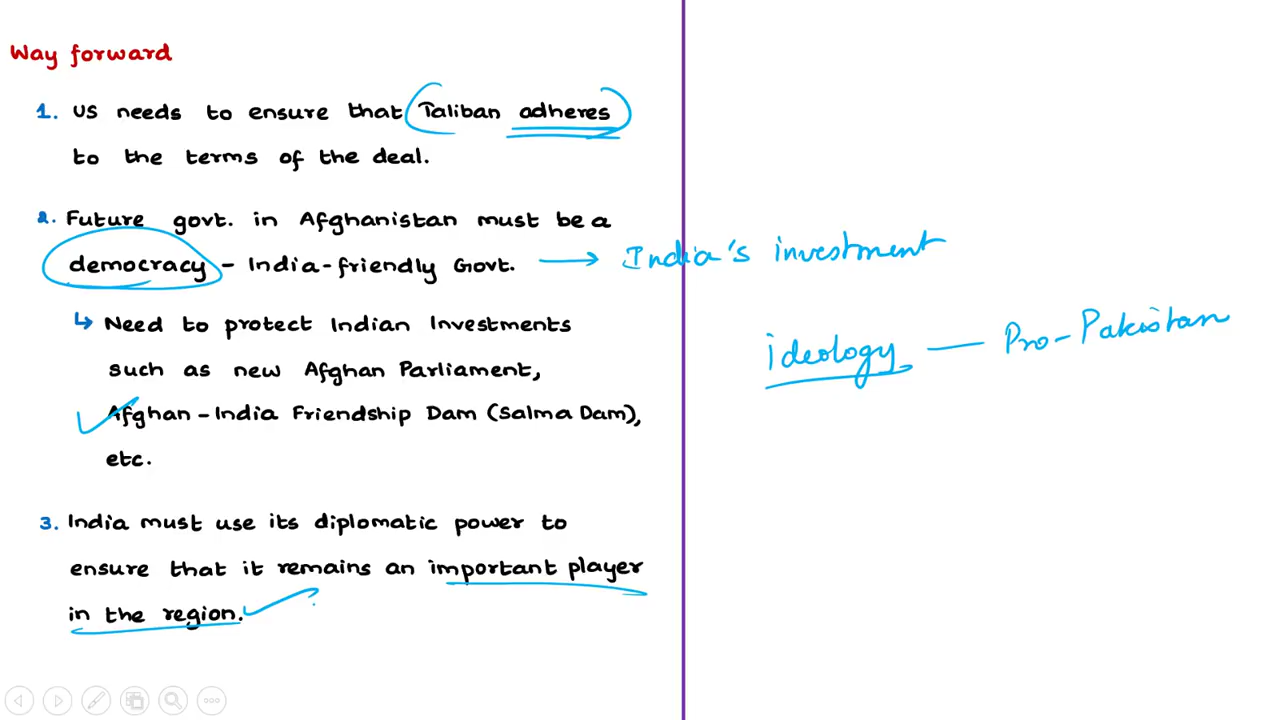 Way forward
1. US needs to ensure that Taliban adheres
to the terms of the deal.
2. Future govt. in Afghanistan must be a
democracy - India-friendly Govt. → India's investment
↳ Need to protect Indian Investments
such as new Afghan Parliament,
Afghan - India Friendship Dam (Salma Dam),
etc.
ideology — Pro-Pakistan
3. India must use its diplomatic power to
ensure that it remains an important player
in the region.